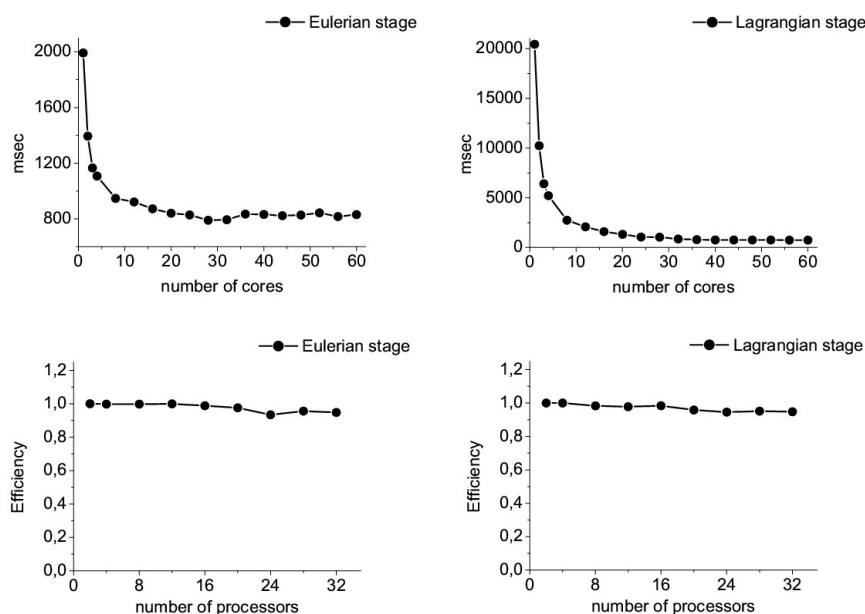 Eulerian stage
2000
1600
1200
800
msec
0 10 20 30 40 50 60
number of cores
Lagrangian stage
20000
15000
10000
5000
0
msec
0 10 20 30 40 50 60
number of cores
Eulerian stage
1,2
1,0
0,8
0,6
0,4
0,2
0,0
Efficiency
0 8 16 24 32
number of processors
Lagrangian stage
1,2
1,0
0,8
0,6
0,4
0,2
0,0
Efficiency
0 8 16 24 32
number of processors